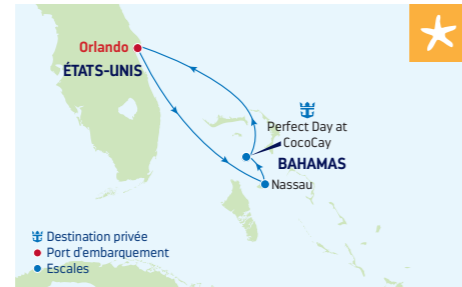 Orlando
ÉTATS-UNIS
Perfect Day at
CocoCay
BAHAMAS
Nassau
Destination privée
Port d'embarquement
Escales